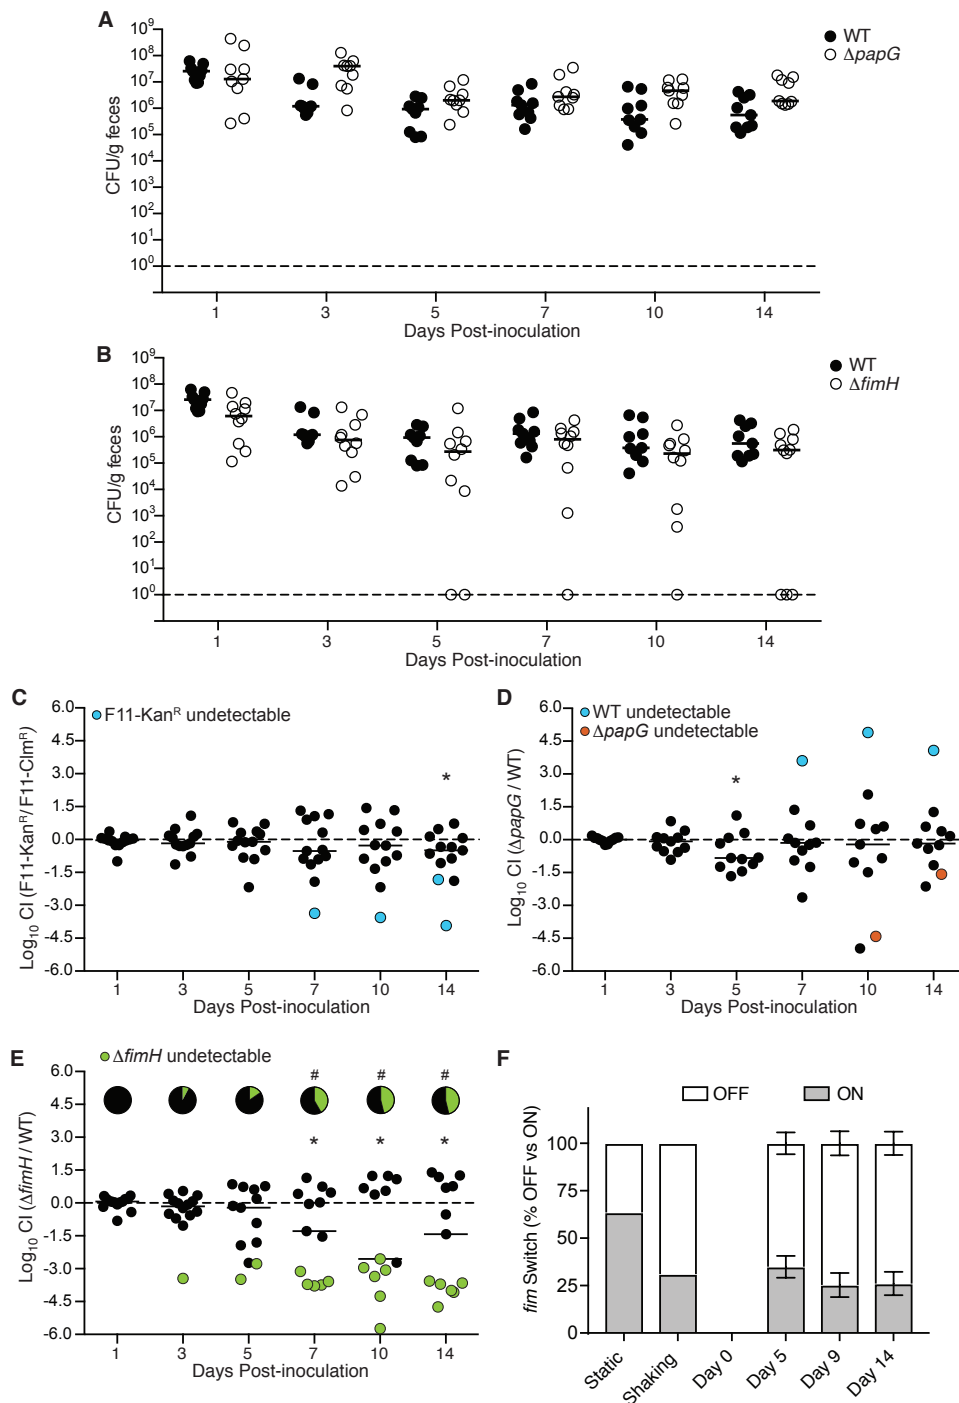 A
WT
ΔpapG
CFU/g feces
10⁹
10⁸
10⁷
10⁶
10⁵
10⁴
10³
10²
10¹
10⁰
1 3 5 7 10 14
Days Post-inoculation
B
WT
ΔfimH
CFU/g feces
10⁹
10⁸
10⁷
10⁶
10⁵
10⁴
10³
10²
10¹
10⁰
1 3 5 7 10 14
Days Post-inoculation
C
F11-Kanᴿ undetectable
Log₁₀ CI (F11-Kanᴿ/ F11-Clmᴿ)
6.0
4.5
3.0
1.5
0.0
-1.5
-3.0
-4.5
-6.0
*
1 3 5 7 10 14
Days Post-inoculation
D
WT undetectable
ΔpapG undetectable
Log₁₀ CI (ΔpapG / WT)
6.0
4.5
3.0
1.5
0.0
-1.5
-3.0
-4.5
-6.0
*
1 3 5 7 10 14
Days Post-inoculation
E
ΔfimH undetectable
Log₁₀ CI (ΔfimH / WT)
6.0
4.5
3.0
1.5
0.0
-1.5
-3.0
-4.5
-6.0
# # #
* * *
1 3 5 7 10 14
Days Post-inoculation
F
OFF ON
fim Switch (% OFF vs ON)
100
75
50
25
0
Static Shaking Day 0 Day 5 Day 9 Day 14